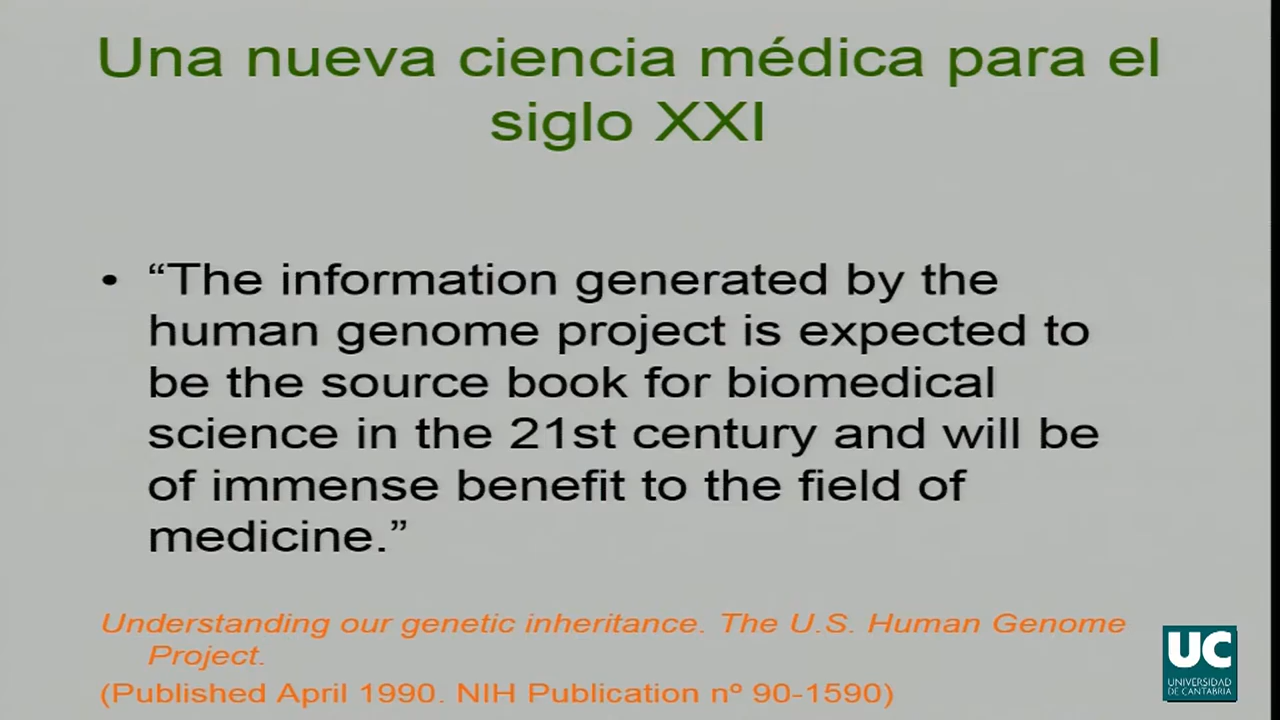 Una nueva ciencia médica para el
siglo XXI
• “The information generated by the
human genome project is expected to
be the source book for biomedical
science in the 21st century and will be
of immense benefit to the field of
medicine.”
Understanding our genetic inheritance. The U.S. Human Genome
Project.
(Published April 1990. NIH Publication nº 90-1590)
UC
UNIVERSIDAD
DE CANTABRIA